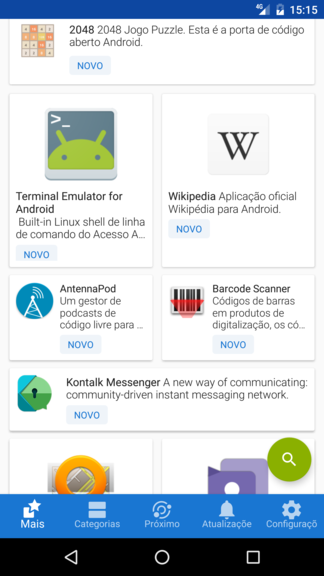 4G 15:15
2048 2048 Jogo Puzzle. Esta é a porta de código
aberto Android.
NOVO
Terminal Emulator for
Android
Built-in Linux shell de linha
de comando do Acesso A...
NOVO
W
Wikipedia Aplicação oficial
Wikipédia para Android.
NOVO
AntennaPod
Um gestor de
podcasts de
código livre para ...
NOVO
Barcode Scanner
Códigos de barras
em produtos de
digitalização, os có...
NOVO
Kontalk Messenger A new way of communicating:
community-driven instant messaging network.
NOVO
Mais
Categorias
Próximo
Atualizaçõe
Configuraçõ